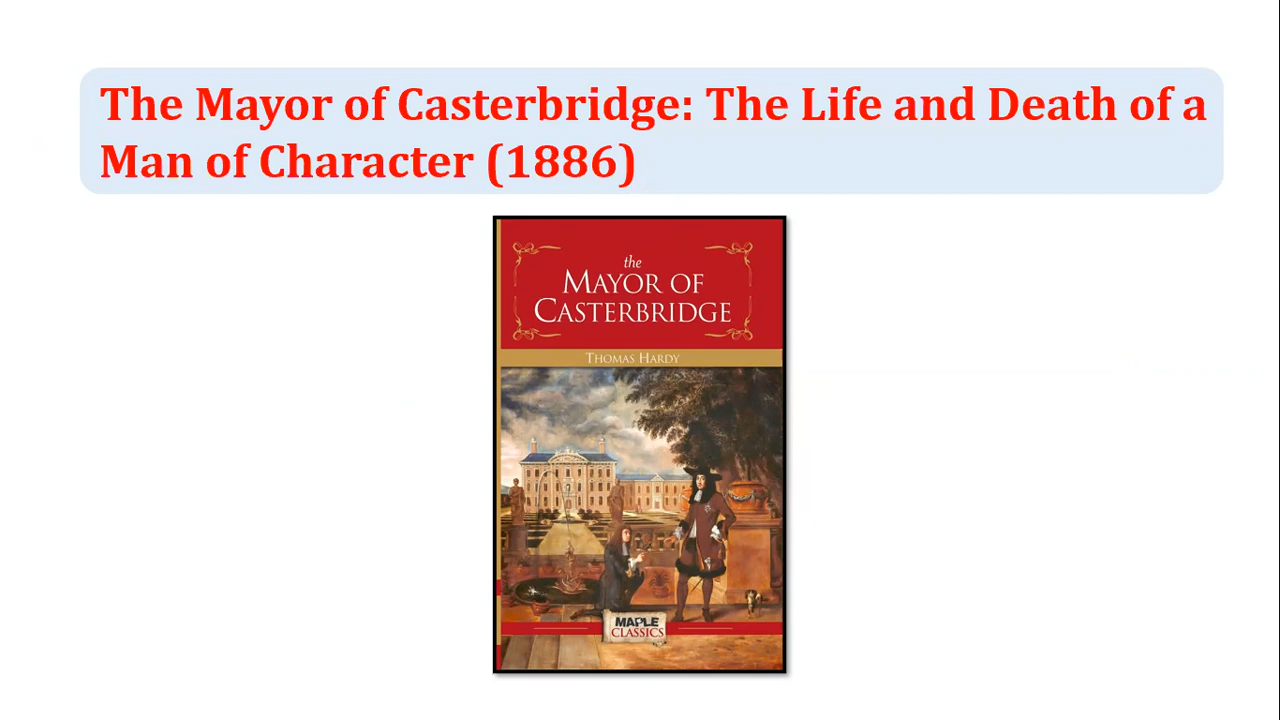 The Mayor of Casterbridge: The Life and Death of a
Man of Character (1886)
the
MAYOR OF
CASTERBRIDGE
THOMAS HARDY
MAPLE
CLASSICS